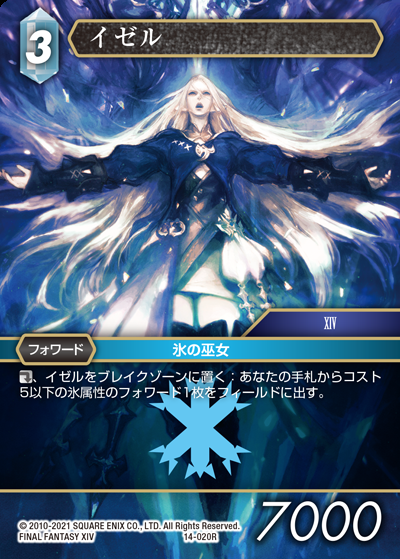 3
イゼル
XIV
フォワード
氷の巫女
、イゼルをブレイクゾーンに置く：あなたの手札からコスト
5以下の氷属性のフォワード1枚をフィールドに出す。
© 2010-2021 SQUARE ENIX CO., LTD. All Rights Reserved.
FINAL FANTASY XIV
14-020R
7000